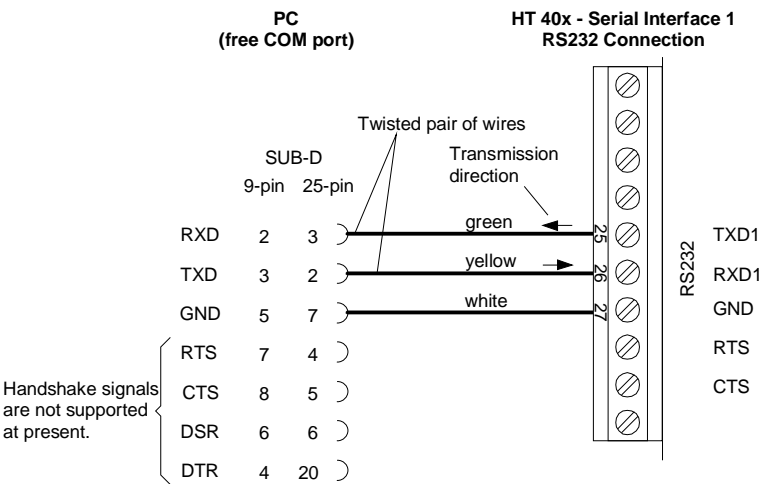 PC
(free COM port)
HT 40x - Serial Interface 1
RS232 Connection
Twisted pair of wires
SUB-D
9-pin 25-pin
Transmission
direction
RXD 2 3 green 25 TXD1
TXD 3 2 yellow 26 RXD1
GND 5 7 white 27 GND
RTS 7 4 RTS
CTS 8 5 CTS
DSR 6 6
DTR 4 20
RS232
Handshake signals
are not supported
at present.